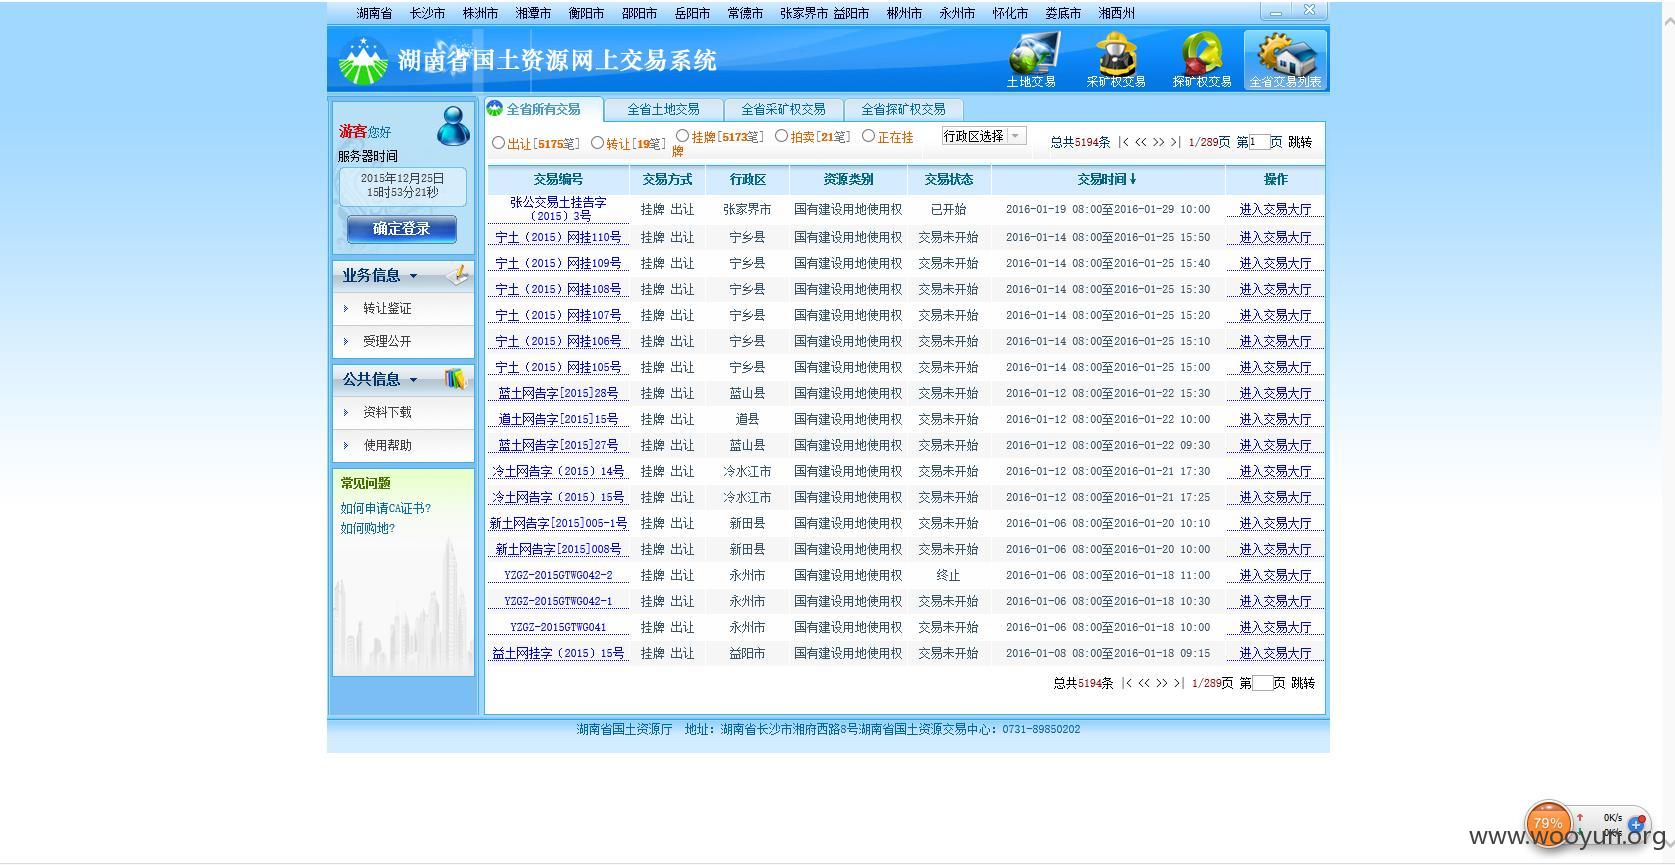 湖南省 长沙市 株洲市 湘潭市 衡阳市 邵阳市 岳阳市 常德市 张家界市 益阳市 郴州市 永州市 怀化市 娄底市 湘西州
湖南省国土资源网上交易系统
土地交易 采矿权交易 探矿权交易 全省交易列表
游客您好
服务器时间
2015年12月25日
15时53分21秒
确定登录
业务信息
转让鉴证
受理公开
公共信息
资料下载
使用帮助
常见问题
如何申请CA证书?
如何购地?
全省所有交易 全省土地交易 全省采矿权交易 全省探矿权交易
出让[5175笔] 转让[19笔] 挂牌[5173笔] 拍卖[21笔] 正在挂牌 行政区选择 总共5194条 |< << >> >| 1/289页 第1页 跳转
交易编号 交易方式 行政区 资源类别 交易状态 交易时间↓ 操作
张公交易土挂告字（2015）3号 挂牌 出让 张家界市 国有建设用地使用权 已开始 2016-01-19 08:00至2016-01-29 10:00 进入交易大厅
宁土（2015）网挂110号 挂牌 出让 宁乡县 国有建设用地使用权 交易未开始 2016-01-14 08:00至2016-01-25 15:50 进入交易大厅
宁土（2015）网挂109号 挂牌 出让 宁乡县 国有建设用地使用权 交易未开始 2016-01-14 08:00至2016-01-25 15:40 进入交易大厅
宁土（2015）网挂108号 挂牌 出让 宁乡县 国有建设用地使用权 交易未开始 2016-01-14 08:00至2016-01-25 15:30 进入交易大厅
宁土（2015）网挂107号 挂牌 出让 宁乡县 国有建设用地使用权 交易未开始 2016-01-14 08:00至2016-01-25 15:20 进入交易大厅
宁土（2015）网挂106号 挂牌 出让 宁乡县 国有建设用地使用权 交易未开始 2016-01-14 08:00至2016-01-25 15:10 进入交易大厅
宁土（2015）网挂105号 挂牌 出让 宁乡县 国有建设用地使用权 交易未开始 2016-01-14 08:00至2016-01-25 15:00 进入交易大厅
蓝土网告字[2015]28号 挂牌 出让 蓝山县 国有建设用地使用权 交易未开始 2016-01-12 08:00至2016-01-22 15:30 进入交易大厅
道土网告字[2015]15号 挂牌 出让 道县 国有建设用地使用权 交易未开始 2016-01-12 08:00至2016-01-22 10:00 进入交易大厅
蓝土网告字[2015]27号 挂牌 出让 蓝山县 国有建设用地使用权 交易未开始 2016-01-12 08:00至2016-01-22 09:30 进入交易大厅
冷土网告字（2015）14号 挂牌 出让 冷水江市 国有建设用地使用权 交易未开始 2016-01-12 08:00至2016-01-21 17:30 进入交易大厅
冷土网告字（2015）15号 挂牌 出让 冷水江市 国有建设用地使用权 交易未开始 2016-01-12 08:00至2016-01-21 17:25 进入交易大厅
新土网告字[2015]005-1号 挂牌 出让 新田县 国有建设用地使用权 交易未开始 2016-01-06 08:00至2016-01-20 10:10 进入交易大厅
新土网告字[2015]008号 挂牌 出让 新田县 国有建设用地使用权 交易未开始 2016-01-06 08:00至2016-01-20 10:00 进入交易大厅
YZGZ-2015GTWG042-2 挂牌 出让 永州市 国有建设用地使用权 终止 2016-01-06 08:00至2016-01-18 11:00 进入交易大厅
YZGZ-2015GTWG042-1 挂牌 出让 永州市 国有建设用地使用权 交易未开始 2016-01-06 08:00至2016-01-18 10:30 进入交易大厅
YZGZ-2015GTWG041 挂牌 出让 永州市 国有建设用地使用权 交易未开始 2016-01-06 08:00至2016-01-18 10:00 进入交易大厅
益土网挂字（2015）15号 挂牌 出让 益阳市 国有建设用地使用权 交易未开始 2016-01-08 08:00至2016-01-18 09:15 进入交易大厅
总共5194条 |< << >> >| 1/289页 第 页 跳转
湖南省国土资源厅 地址：湖南省长沙市湘府西路8号湖南省国土资源交易中心：0731-89850202
79% 0K/s
0K/s
www.wooyun.org